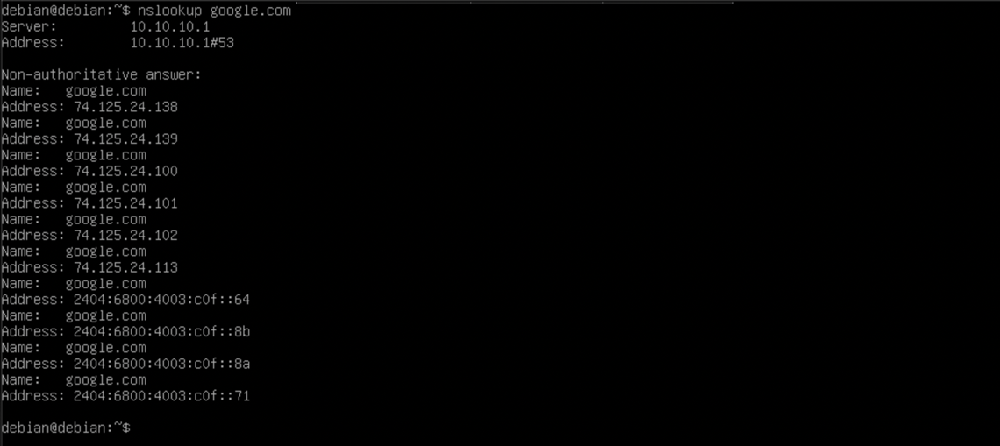 debian@debian:~$ nslookup google.com
Server:         10.10.10.1
Address:        10.10.10.1#53

Non-authoritative answer:
Name:   google.com
Address: 74.125.24.138
Name:   google.com
Address: 74.125.24.139
Name:   google.com
Address: 74.125.24.100
Name:   google.com
Address: 74.125.24.101
Name:   google.com
Address: 74.125.24.102
Name:   google.com
Address: 74.125.24.113
Name:   google.com
Address: 2404:6800:4003:c0f::64
Name:   google.com
Address: 2404:6800:4003:c0f::8b
Name:   google.com
Address: 2404:6800:4003:c0f::8a
Name:   google.com
Address: 2404:6800:4003:c0f::71

debian@debian:~$